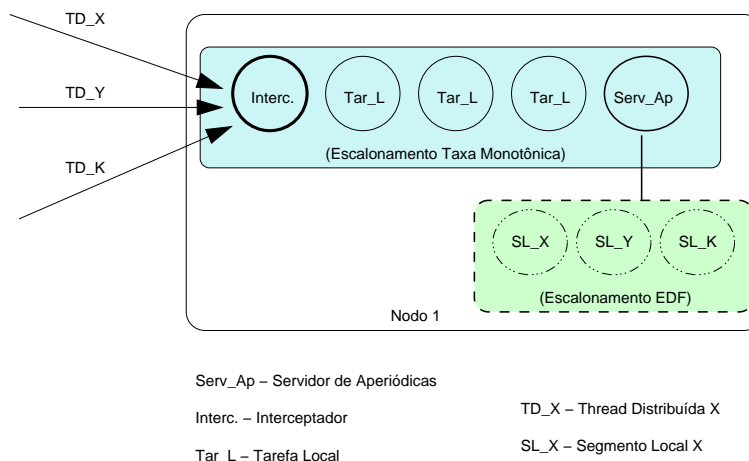 TD_X
TD_Y
TD_K
Interc.
Tar_L
Tar_L
Tar_L
Serv_Ap
(Escalonamento Taxa Monotônica)
SL_X
SL_Y
SL_K
(Escalonamento EDF)
Nodo 1
Serv_Ap – Servidor de Aperiódicas
Interc. – Interceptador
Tar_L – Tarefa Local
TD_X – Thread Distribuída X
SL_X – Segmento Local X